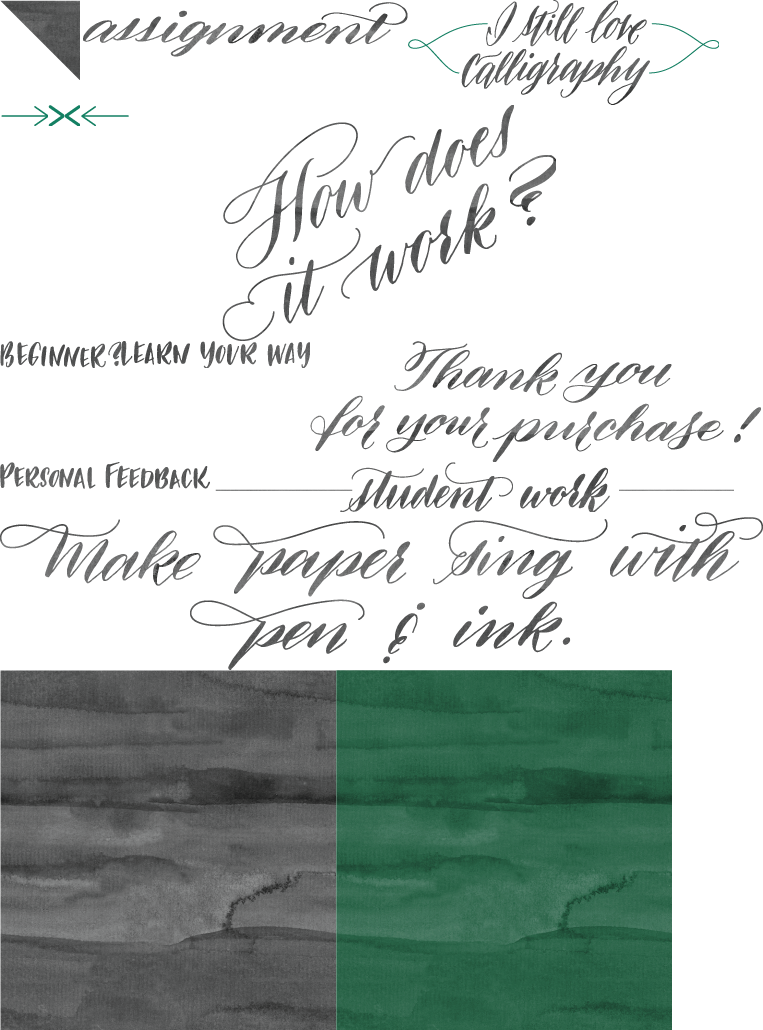 assignment
I still love
Calligraphy
How does
it work?
BEGINNER?
LEARN YOUR WAY
Thank you
for your purchase!
PERSONAL FEEDBACK
student work
Make paper sing with
pen & ink.